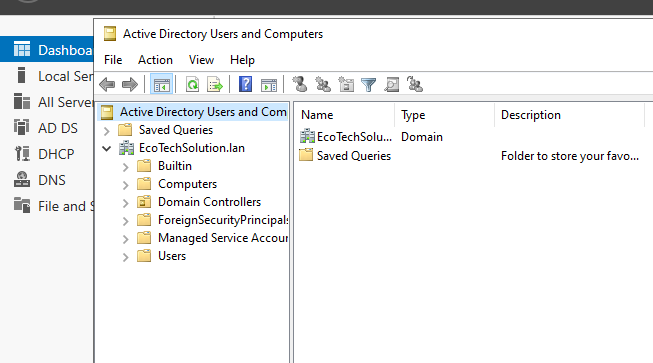 Active Directory Users and Computers
File Action View Help
Dashboa
Local Ser
All Server
AD DS
DHCP
DNS
File and S
Active Directory Users and Com
Saved Queries
EcoTechSolution.lan
Builtin
Computers
Domain Controllers
ForeignSecurityPrincipals
Managed Service Accour
Users
Name Type Description
EcoTechSolu... Domain
Saved Queries Folder to store your favo...